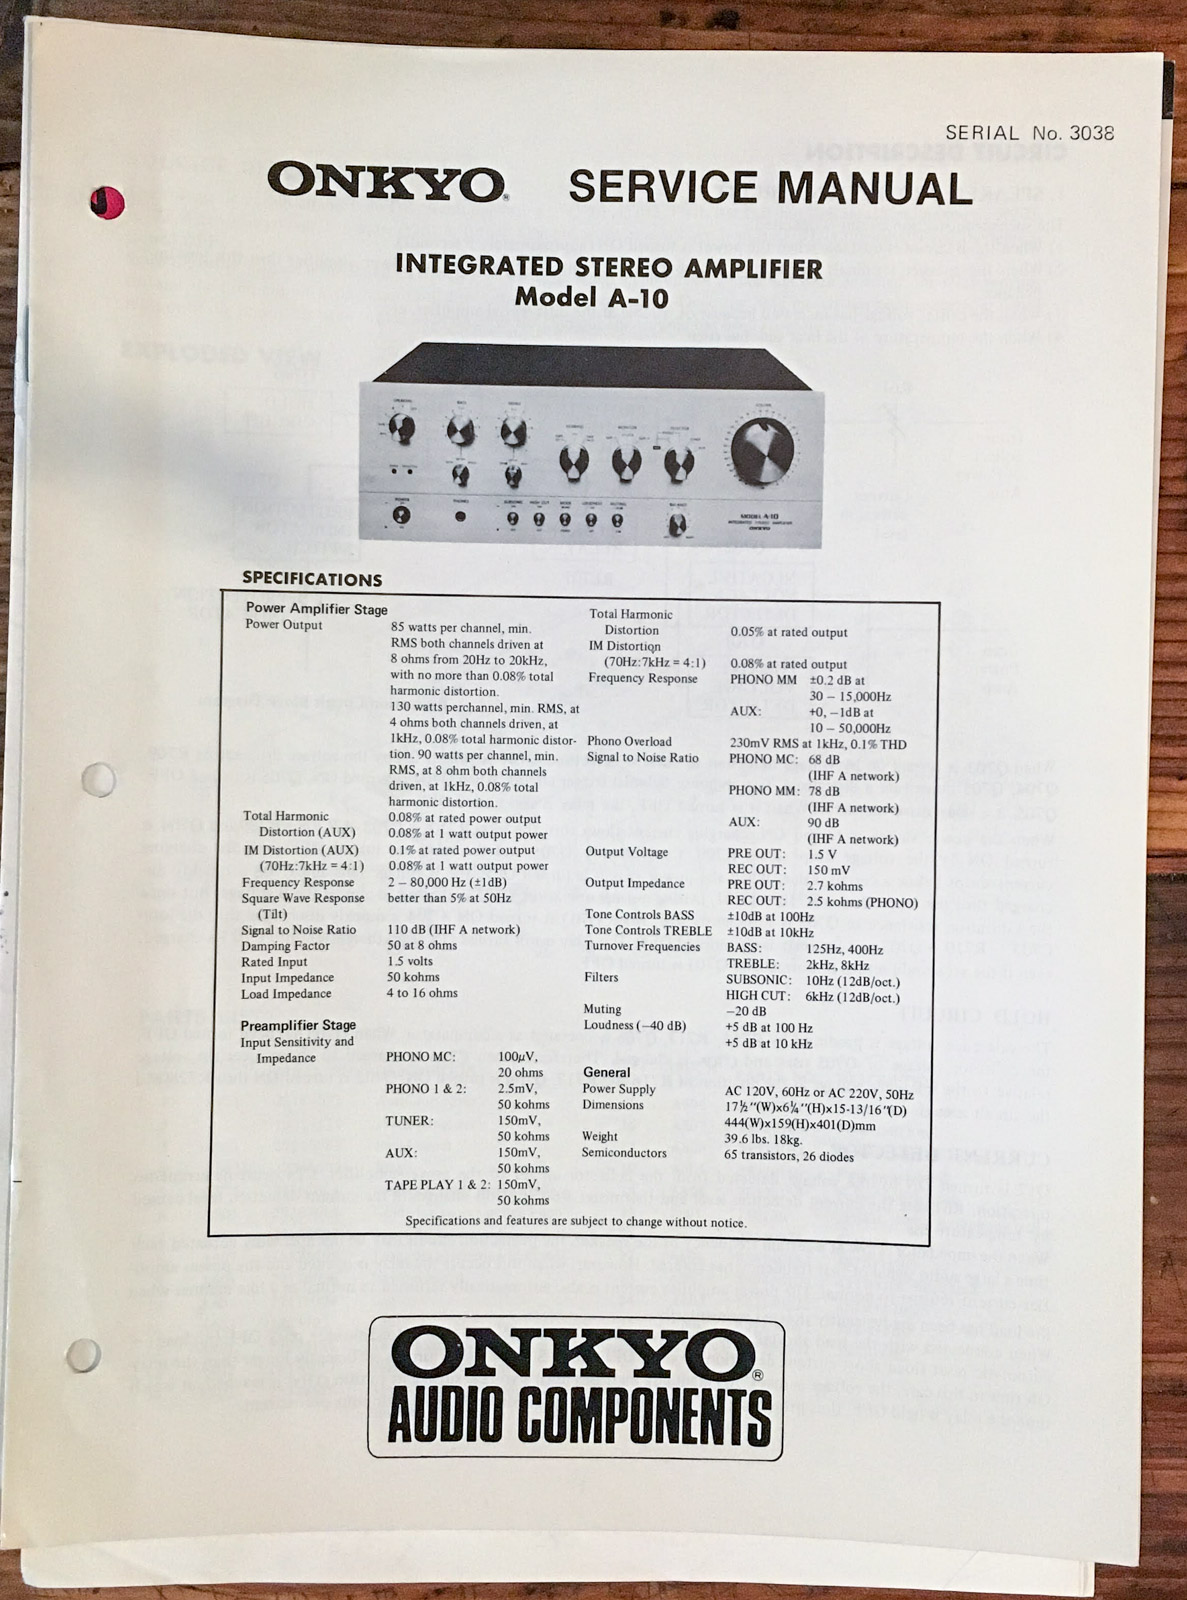 SERIAL No. 3038
ONKYO® SERVICE MANUAL
INTEGRATED STEREO AMPLIFIER
Model A-10
MODEL A-10
INTEGRATED STEREO AMPLIFIER
ONKYO
SPECIFICATIONS
Power Amplifier Stage
Power Output 85 watts per channel, min.
RMS both channels driven at
8 ohms from 20Hz to 20kHz,
with no more than 0.08% total
harmonic distortion.
130 watts perchannel, min. RMS, at
4 ohms both channels driven, at
1kHz, 0.08% total harmonic distor-
tion. 90 watts per channel, min.
RMS, at 8 ohm both channels
driven, at 1kHz, 0.08% total
harmonic distortion.
Total Harmonic 0.08% at rated power output
Distortion (AUX) 0.08% at 1 watt output power
IM Distortion (AUX) 0.1% at rated power output
(70Hz:7kHz = 4:1) 0.08% at 1 watt output power
Frequency Response 2 – 80,000 Hz (±1dB)
Square Wave Response better than 5% at 50Hz
(Tilt)
Signal to Noise Ratio 110 dB (IHF A network)
Damping Factor 50 at 8 ohms
Rated Input 1.5 volts
Input Impedance 50 kohms
Load Impedance 4 to 16 ohms
Preamplifier Stage
Input Sensitivity and
Impedance PHONO MC: 100μV,
20 ohms
PHONO 1 & 2: 2.5mV,
50 kohms
TUNER: 150mV,
50 kohms
AUX: 150mV,
50 kohms
TAPE PLAY 1 & 2: 150mV,
50 kohms
Total Harmonic
Distortion 0.05% at rated output
IM Distortion
(70Hz:7kHz = 4:1) 0.08% at rated output
Frequency Response PHONO MM ±0.2 dB at
30 – 15,000Hz
AUX: +0, –1dB at
10 – 50,000Hz
Phono Overload 230mV RMS at 1kHz, 0.1% THD
Signal to Noise Ratio PHONO MC: 68 dB
(IHF A network)
PHONO MM: 78 dB
(IHF A network)
AUX: 90 dB
(IHF A network)
Output Voltage PRE OUT: 1.5 V
REC OUT: 150 mV
Output Impedance PRE OUT: 2.7 kohms
REC OUT: 2.5 kohms (PHONO)
Tone Controls BASS ±10dB at 100Hz
Tone Controls TREBLE ±10dB at 10kHz
Turnover Frequencies BASS: 125Hz, 400Hz
TREBLE: 2kHz, 8kHz
Filters SUBSONIC: 10Hz (12dB/oct.)
HIGH CUT: 6kHz (12dB/oct.)
Muting –20 dB
Loudness (–40 dB) +5 dB at 100 Hz
+5 dB at 10 kHz
General
Power Supply AC 120V, 60Hz or AC 220V, 50Hz
Dimensions 17½"(W)x6¼"(H)x15-13/16"(D)
444(W)x159(H)x401(D)mm
Weight 39.6 lbs. 18kg.
Semiconductors 65 transistors, 26 diodes
Specifications and features are subject to change without notice.
ONKYO®
AUDIO COMPONENTS